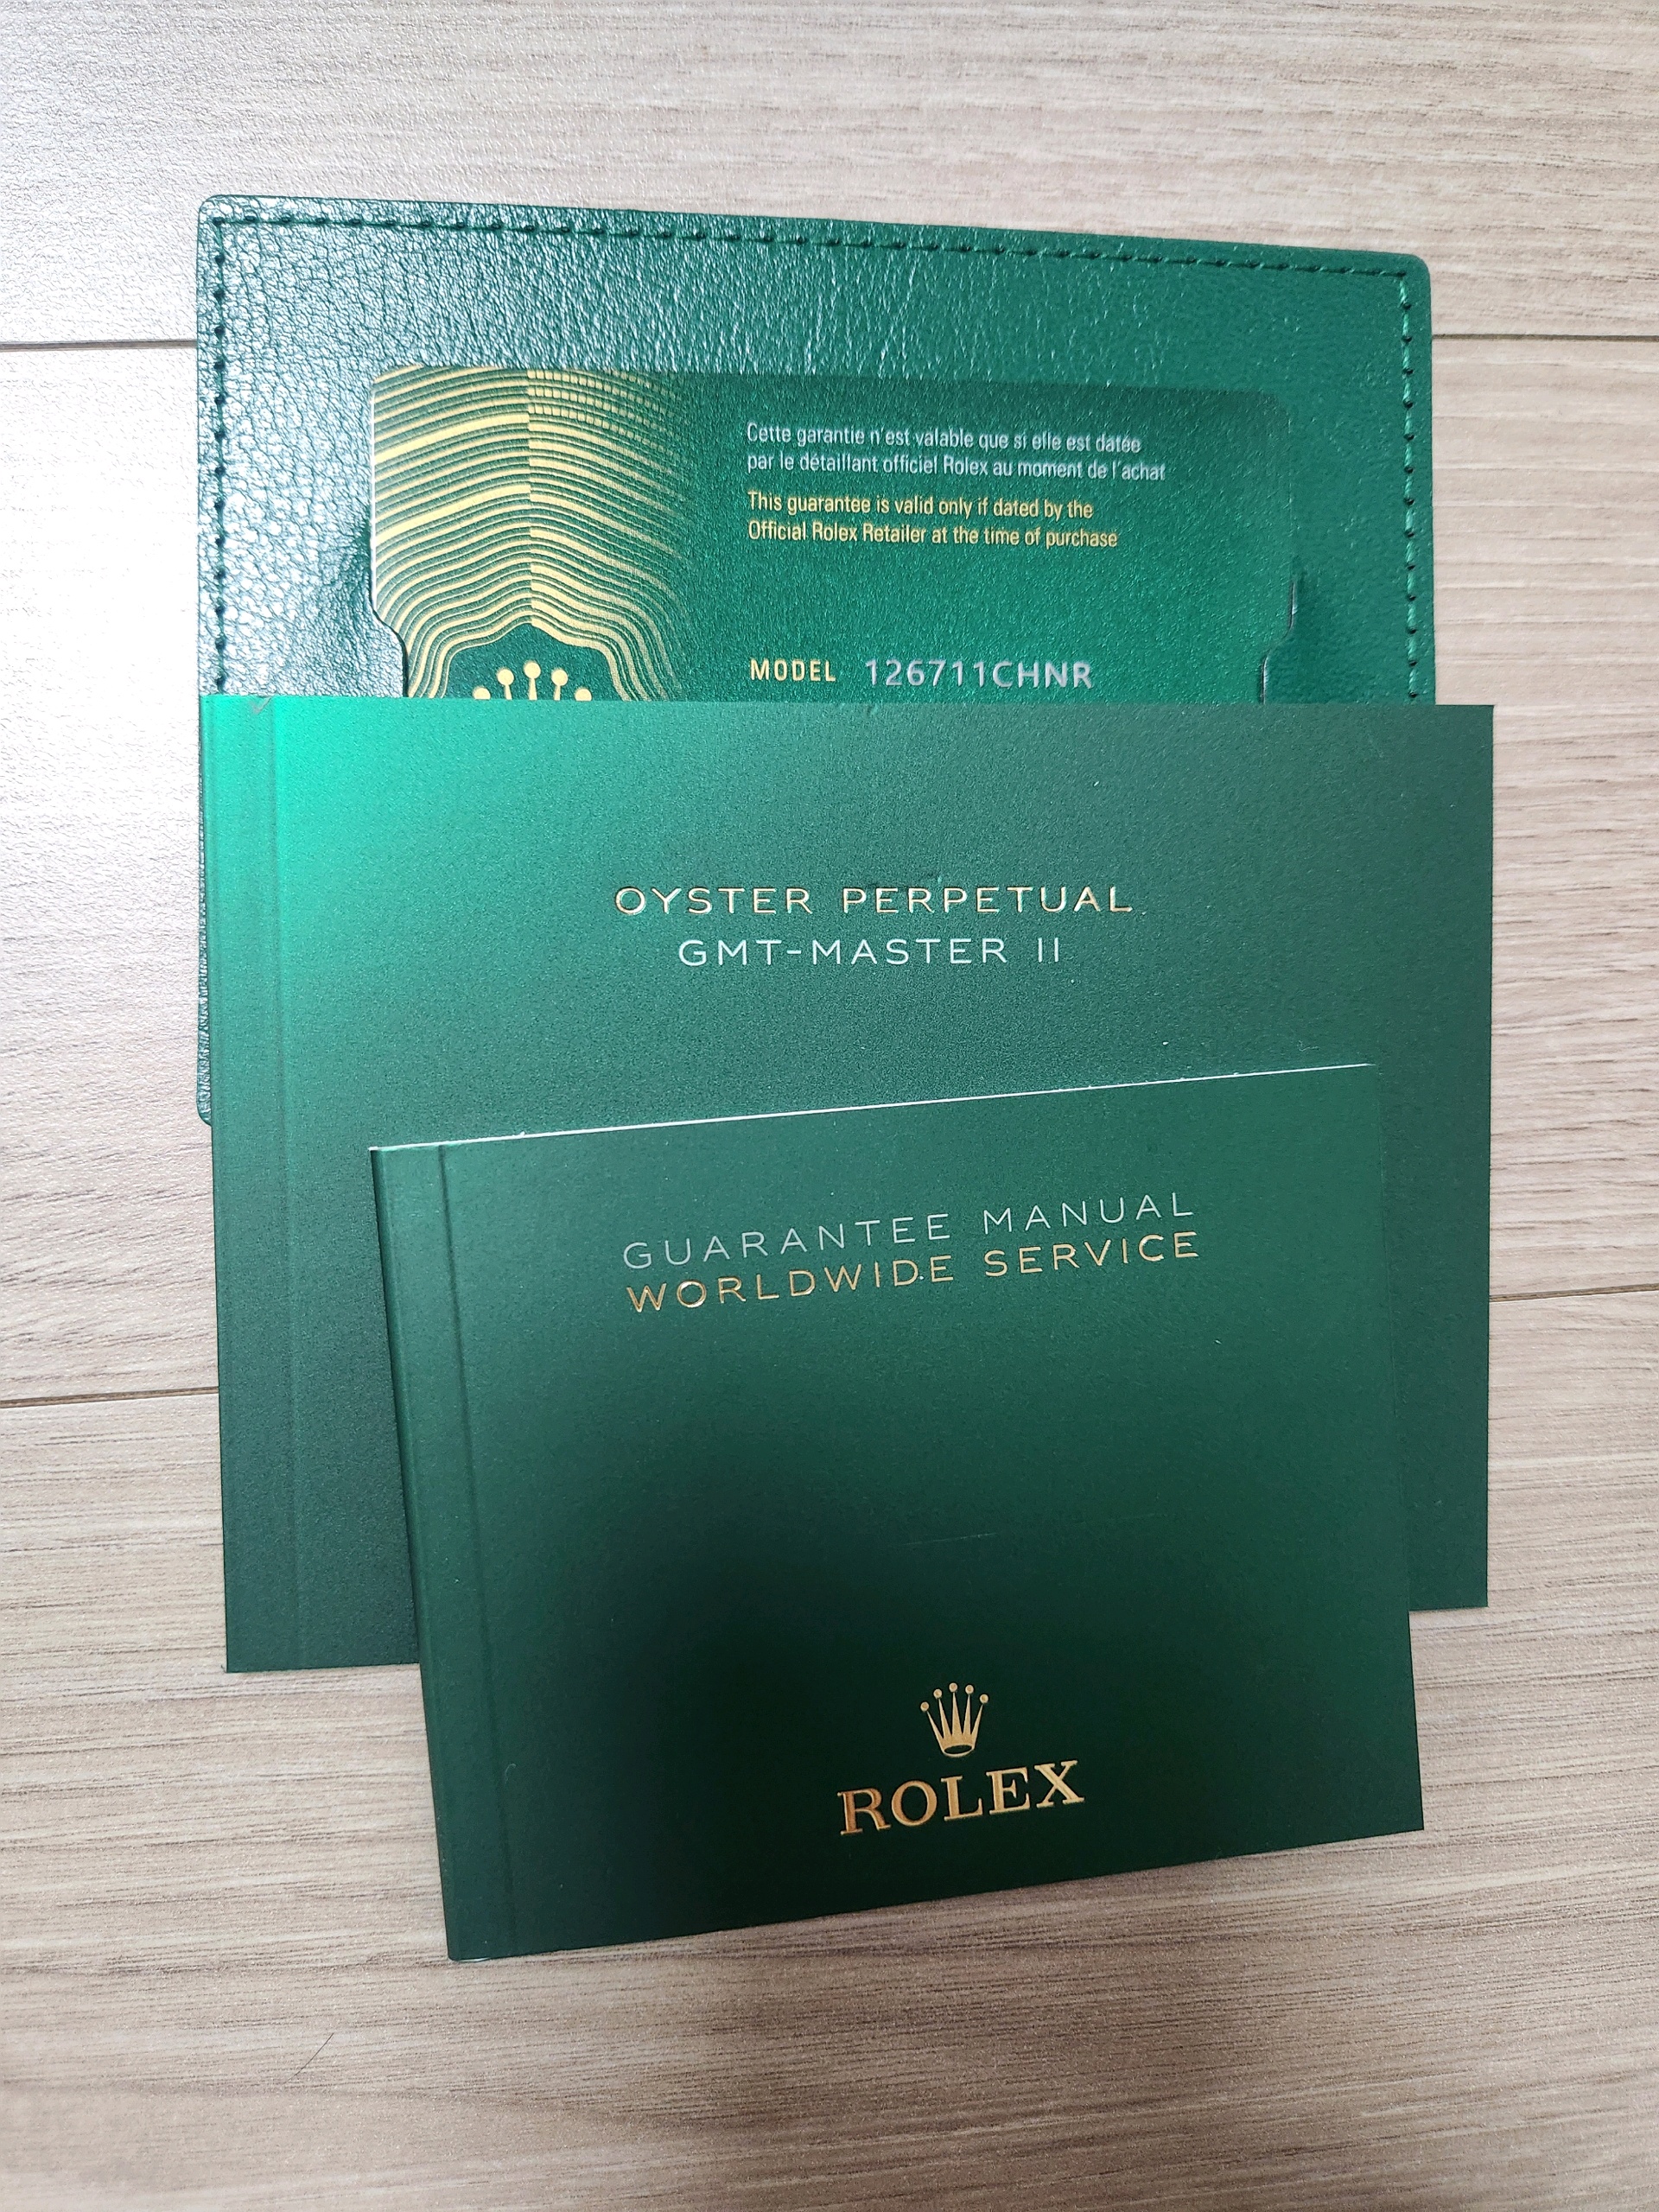 Cette garantie n'est valable que si elle est datée
par le détaillant officiel Rolex au moment de l'achat
This guarantee is valid only if dated by the
Official Rolex Retailer at the time of purchase
MODEL 126711CHNR
OYSTER PERPETUAL
GMT-MASTER II
GUARANTEE MANUAL
WORLDWIDE SERVICE
ROLEX